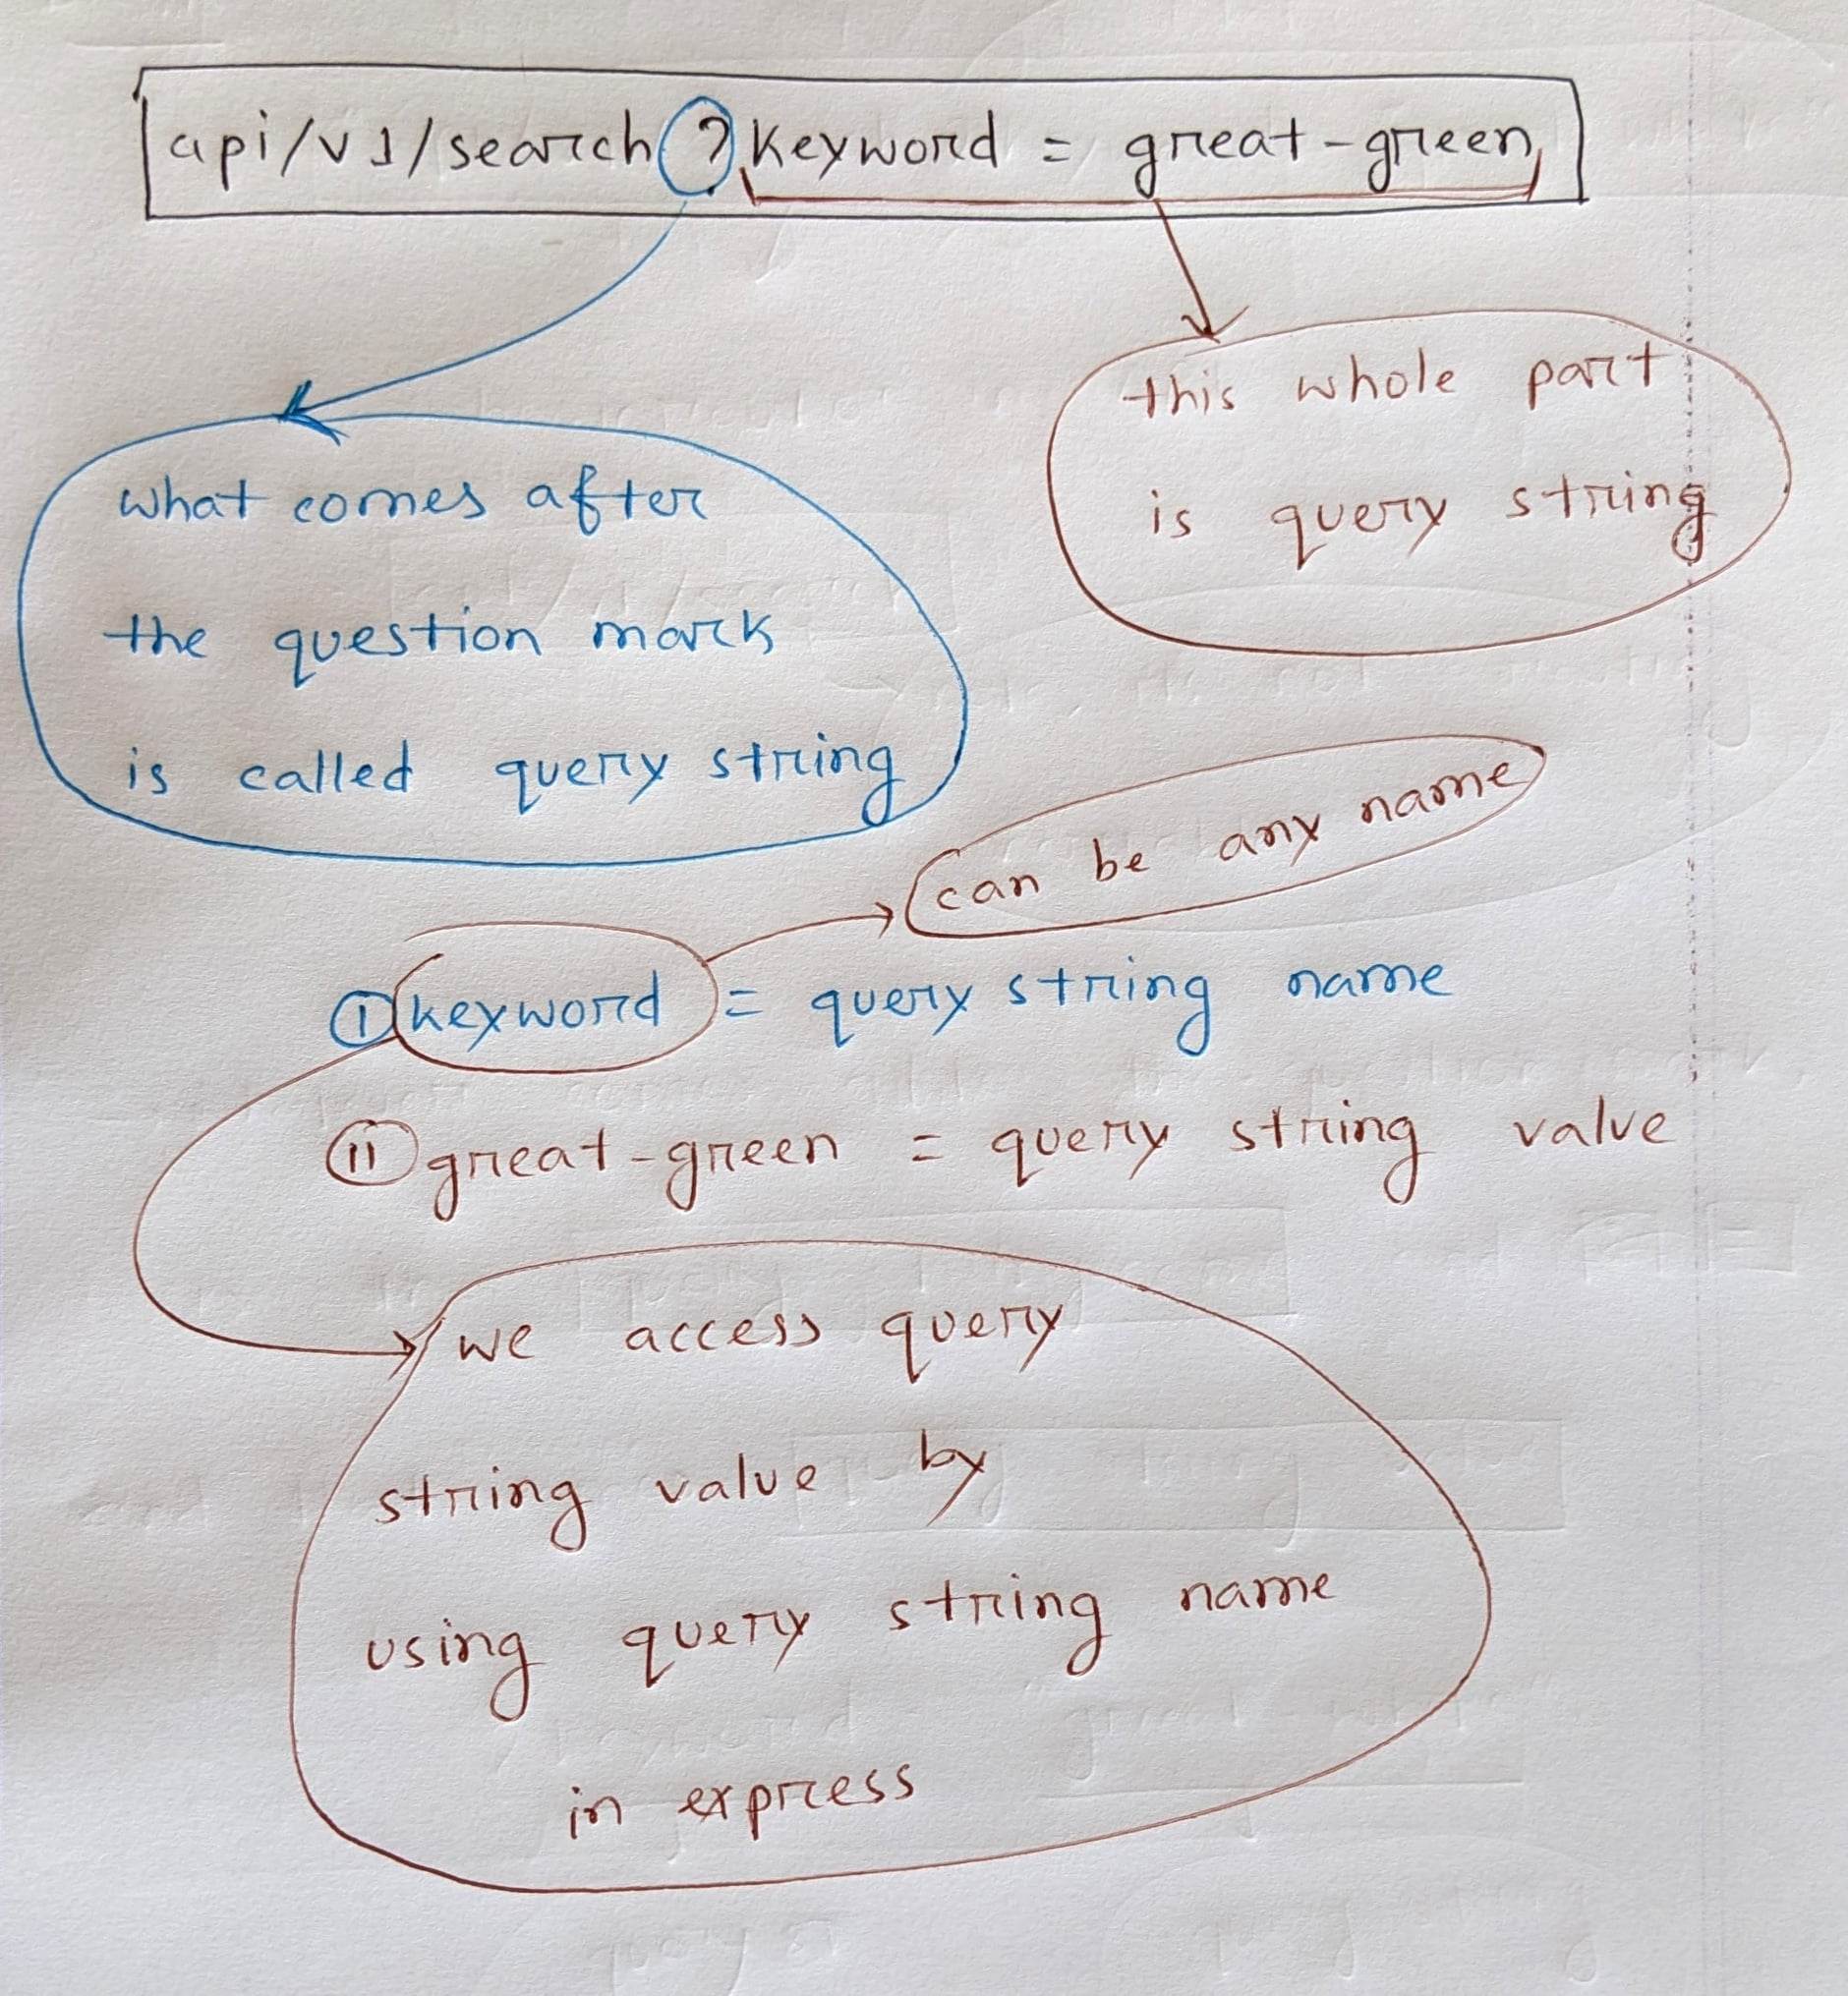 api/v1/search?keyword = great-green
this whole part
is query string
what comes after
the question mark
is called query string
can be any name
I keyword = query string name
II great-green = query string value
we access query
string value by
using query string name
in express